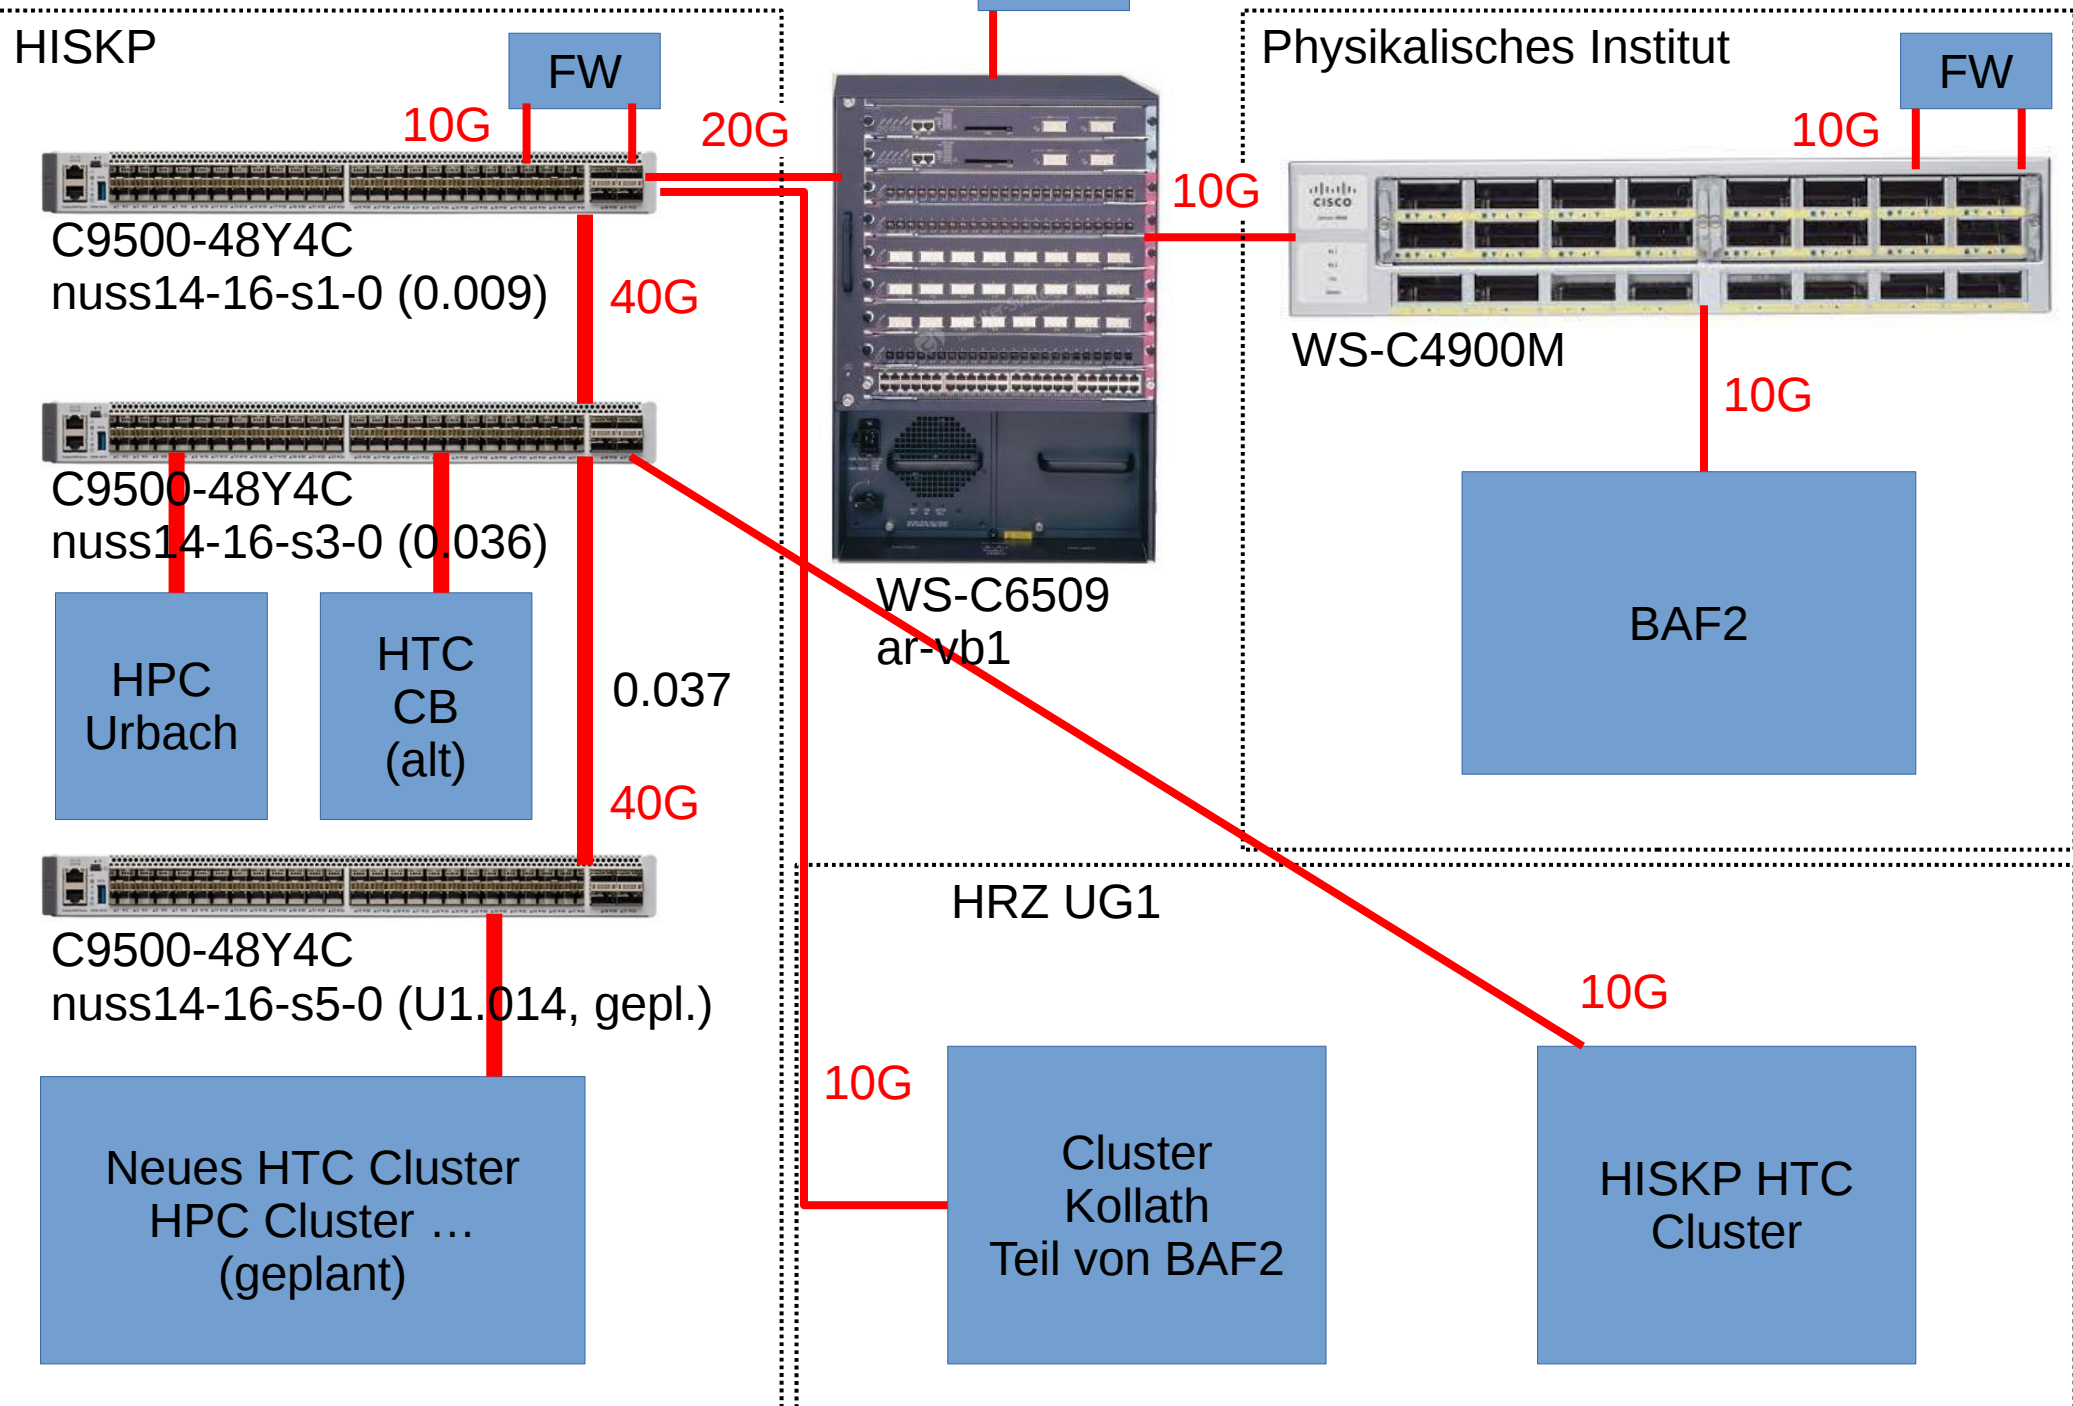 HISKP
FW
10G
20G
C9500-48Y4C
nuss14-16-s1-0 (0.009)
40G
C9500-48Y4C
nuss14-16-s3-0 (0.036)
HPC
Urbach
HTC
CB
(alt)
0.037
40G
C9500-48Y4C
nuss14-16-s5-0 (U1.014, gepl.)
Neues HTC Cluster
HPC Cluster …
(geplant)
WS-C6509
ar-vb1
10G
Physikalisches Institut
FW
10G
CISCO
WS-C4900M
10G
BAF2
HRZ UG1
10G
Cluster
Kollath
Teil von BAF2
10G
HISKP HTC
Cluster